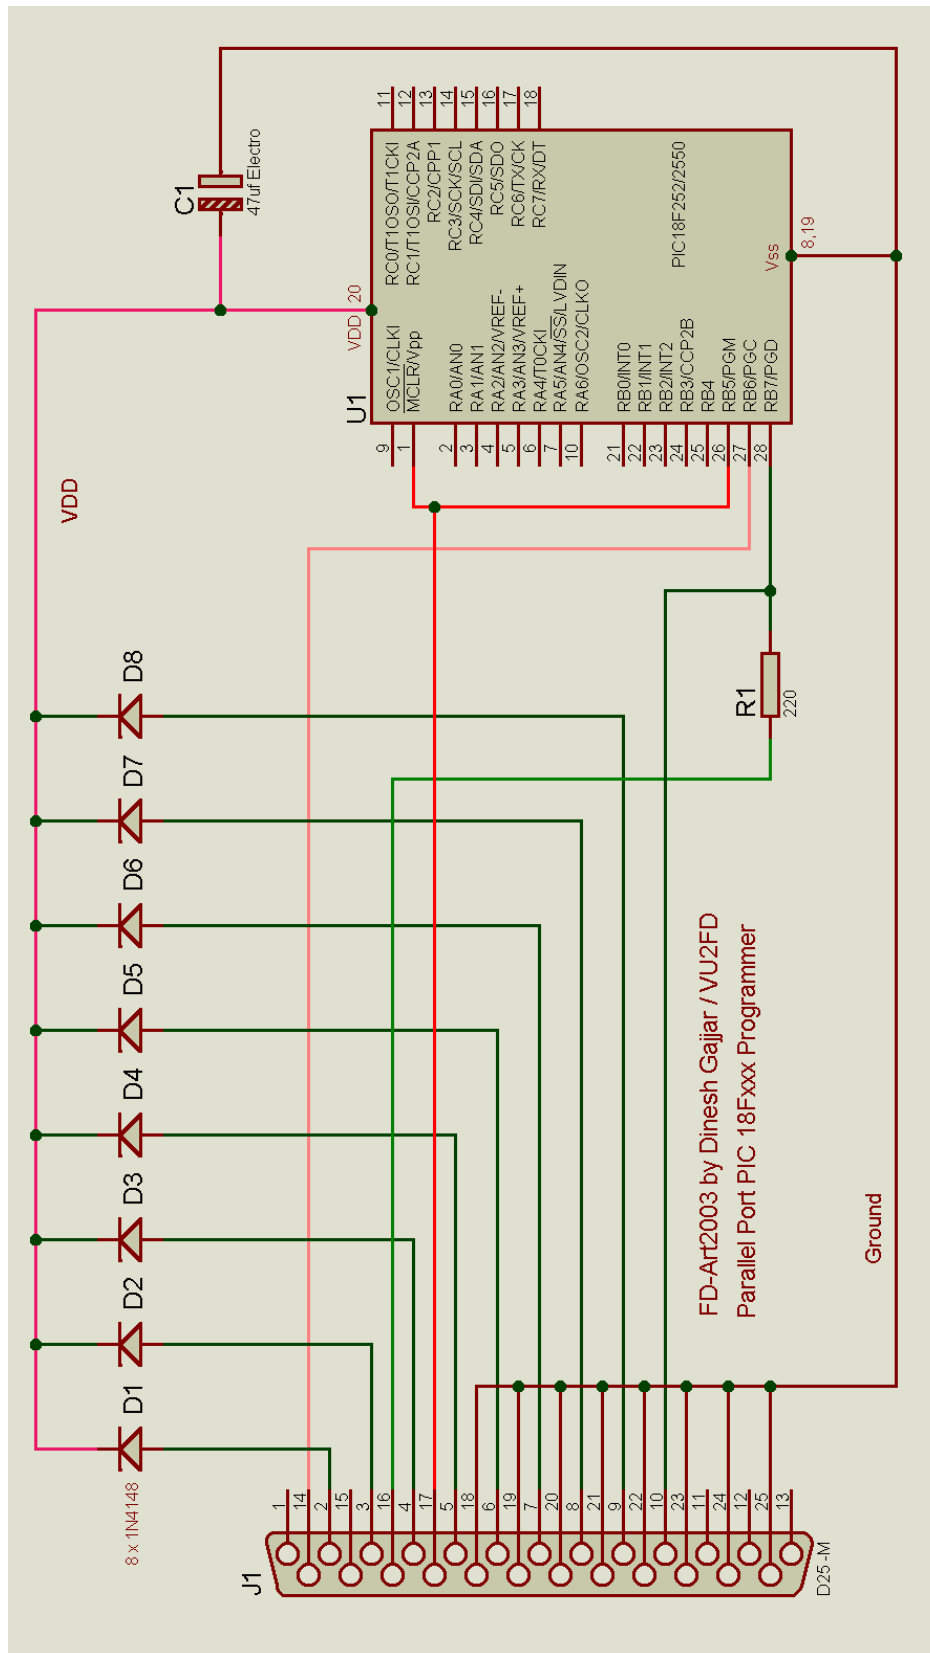 C1
47uf Electro
11
12
13
14
15
16
17
18
RC0/T1OSO/T1CKI
RC1/T1OSI/CCP2A
RC2/CPP1
RC3/SCK/SCL
RC4/SDI/SDA
RC5/SDO
RC6/TX/CK
RC7/RX/DT
PIC18F252/2550
Vss
8,19
VDD
20
U1
OSC1/CLKI
MCLR/Vpp
RA0/AN0
RA1/AN1
RA2/AN2/VREF-
RA3/AN3/VREF+
RA4/T0CKI
RA5/AN4/SS/LVDIN
RA6/OSC2/CLKO
RB0/INT0
RB1/INT1
RB2/INT2
RB3/CCP2B
RB4
RB5/PGM
RB6/PGC
RB7/PGD
9
1
2
3
4
5
6
7
10
21
22
23
24
25
26
27
28
VDD
D8
D7
D6
D5
D4
D3
D2
D1
8 x 1N4148
R1
220
FD-Art2003 by Dinesh Gajjar / VU2FD
Parallel Port PIC 18Fxxx Programmer
Ground
1
14
2
15
3
16
4
17
5
18
6
19
7
20
8
21
9
22
10
23
11
24
12
25
13
J1
D25 -M